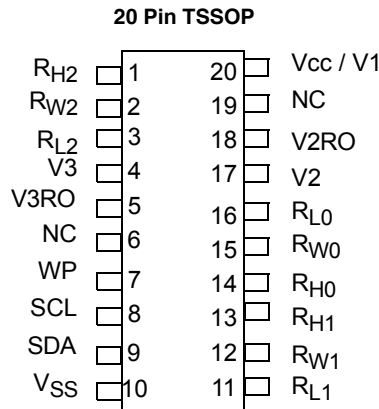 20 Pin TSSOP
RH2 1 20 Vcc / V1
RW2 2 19 NC
RL2 3 18 V2RO
V3 4 17 V2
V3RO 5 16 RL0
NC 6 15 RW0
WP 7 14 RH0
SCL 8 13 RH1
SDA 9 12 RW1
VSS 10 11 RL1